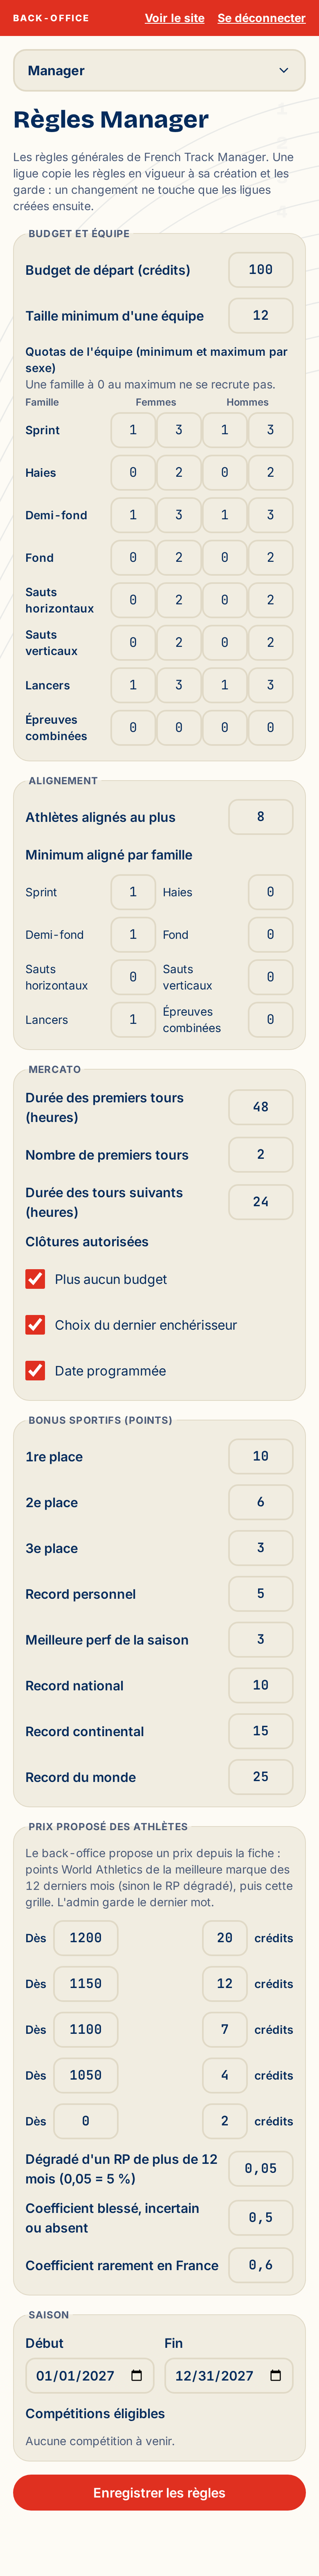 BACK-OFFICE Voir le site Se déconnecter
Manager
Règles Manager
Les règles générales de French Track Manager. Une
ligue copie les règles en vigueur à sa création et les
garde : un changement ne touche que les ligues
créées ensuite.
BUDGET ET ÉQUIPE
Budget de départ (crédits) 100
Taille minimum d'une équipe 12
Quotas de l'équipe (minimum et maximum par
sexe)
Une famille à 0 au maximum ne se recrute pas.
Famille Femmes Hommes
Sprint 1 3 1 3
Haies 0 2 0 2
Demi-fond 1 3 1 3
Fond 0 2 0 2
Sauts
horizontaux 0 2 0 2
Sauts
verticaux 0 2 0 2
Lancers 1 3 1 3
Épreuves
combinées 0 0 0 0
ALIGNEMENT
Athlètes alignés au plus 8
Minimum aligné par famille
Sprint 1 Haies 0
Demi-fond 1 Fond 0
Sauts
horizontaux 0 Sauts
verticaux 0
Lancers 1 Épreuves
combinées 0
MERCATO
Durée des premiers tours
(heures) 48
Nombre de premiers tours 2
Durée des tours suivants
(heures) 24
Clôtures autorisées
Plus aucun budget
Choix du dernier enchérisseur
Date programmée
BONUS SPORTIFS (POINTS)
1re place 10
2e place 6
3e place 3
Record personnel 5
Meilleure perf de la saison 3
Record national 10
Record continental 15
Record du monde 25
PRIX PROPOSÉ DES ATHLÈTES
Le back-office propose un prix depuis la fiche :
points World Athletics de la meilleure marque des
12 derniers mois (sinon le RP dégradé), puis cette
grille. L'admin garde le dernier mot.
Dès 1200 20 crédits
Dès 1150 12 crédits
Dès 1100 7 crédits
Dès 1050 4 crédits
Dès 0 2 crédits
Dégradé d'un RP de plus de 12
mois (0,05 = 5 %) 0,05
Coefficient blessé, incertain
ou absent 0,5
Coefficient rarement en France 0,6
SAISON
Début Fin
01/01/2027 12/31/2027
Compétitions éligibles
Aucune compétition à venir.
Enregistrer les règles